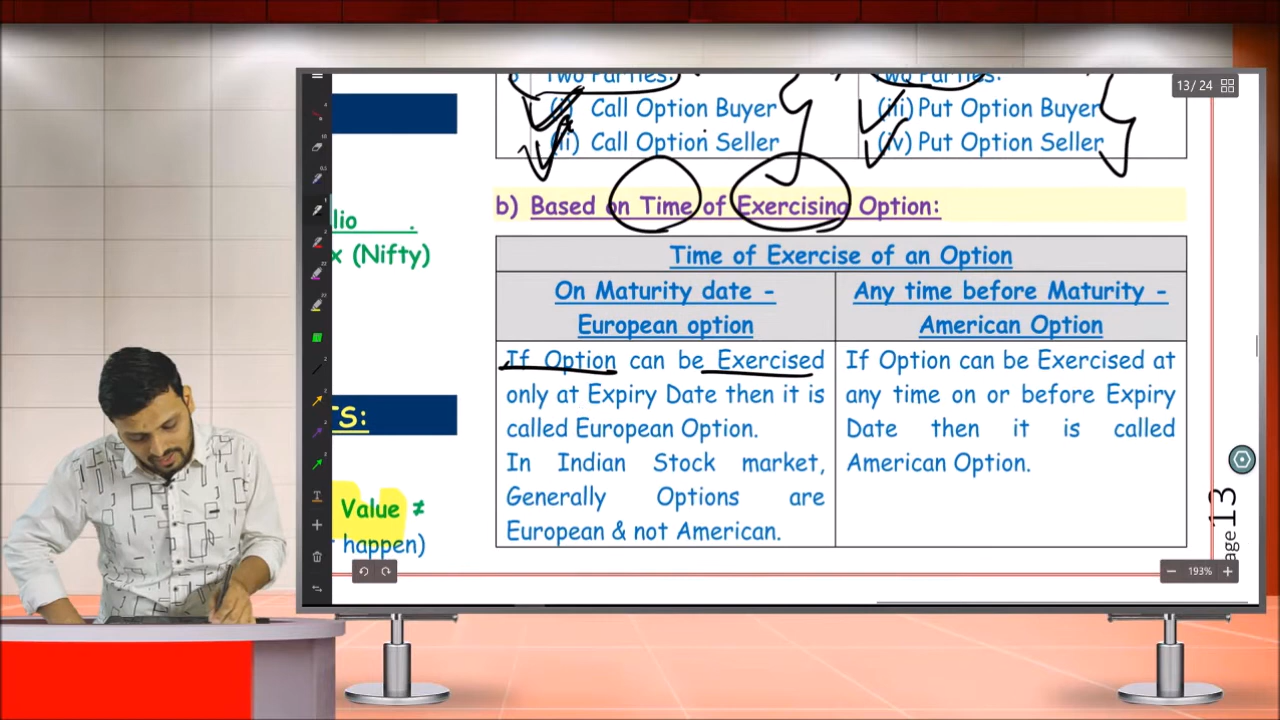 Two Parties:
Two Parties:
13/ 24
(i) Call Option Buyer
(iii) Put Option Buyer
(ii) Call Option Seller
(iv) Put Option Seller
b) Based on Time of Exercising Option:
lio .
x (Nifty)
Time of Exercise of an Option
On Maturity date -
European option
Any time before Maturity -
American Option
If Option can be Exercised
only at Expiry Date then it is
called European Option.
In Indian Stock market,
Generally Options are
European & not American.
If Option can be Exercised at
any time on or before Expiry
Date then it is called
American Option.
TS:
Value ≠
happen)
age 13
193%